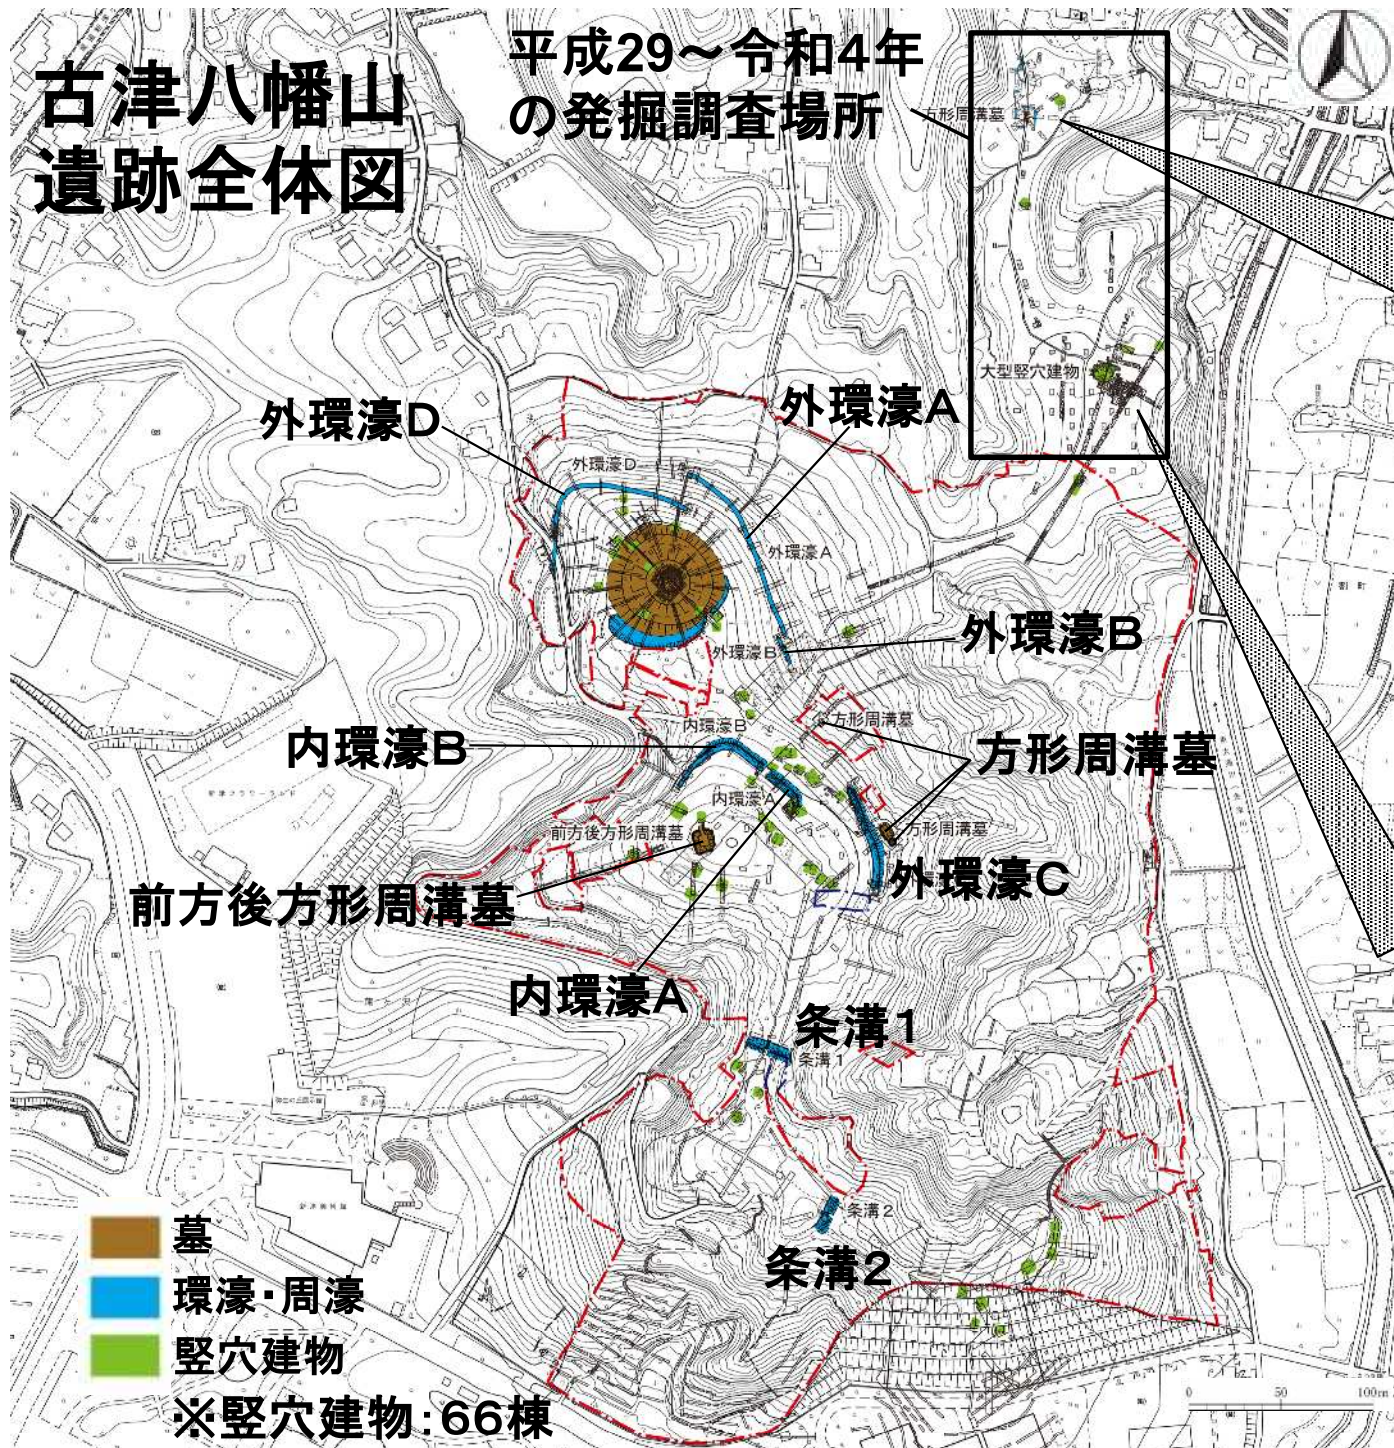 古津八幡山
遺跡全体図
平成29～令和4年
の発掘調査場所
方形周溝墓
大型竪穴建物
外環濠D
外環濠A
外環濠D
外環濠A
外環濠B
外環濠B
内環濠B
内環濠B
方形周溝墓
方形周溝墓
内環濠A
前方後方形周溝墓
方形周溝墓
外環濠C
前方後方形周溝墓
内環濠A
条溝1
条溝1
条溝2
条溝2
墓
環濠・周濠
竪穴建物
※竪穴建物:66棟
0 50 100m